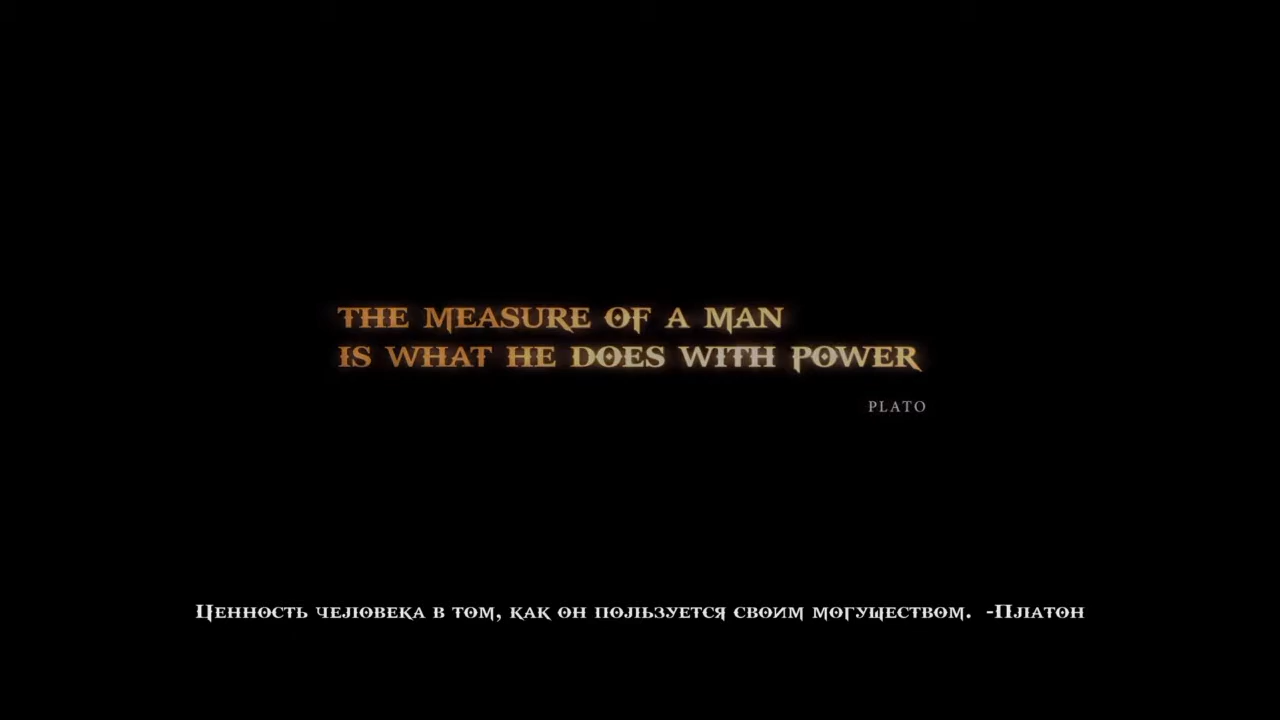 THE MEASURE OF A MAN
IS WHAT HE DOES WITH POWER
PLATO
Ценность человека в том, как он пользуется своим могуществом. -Платон